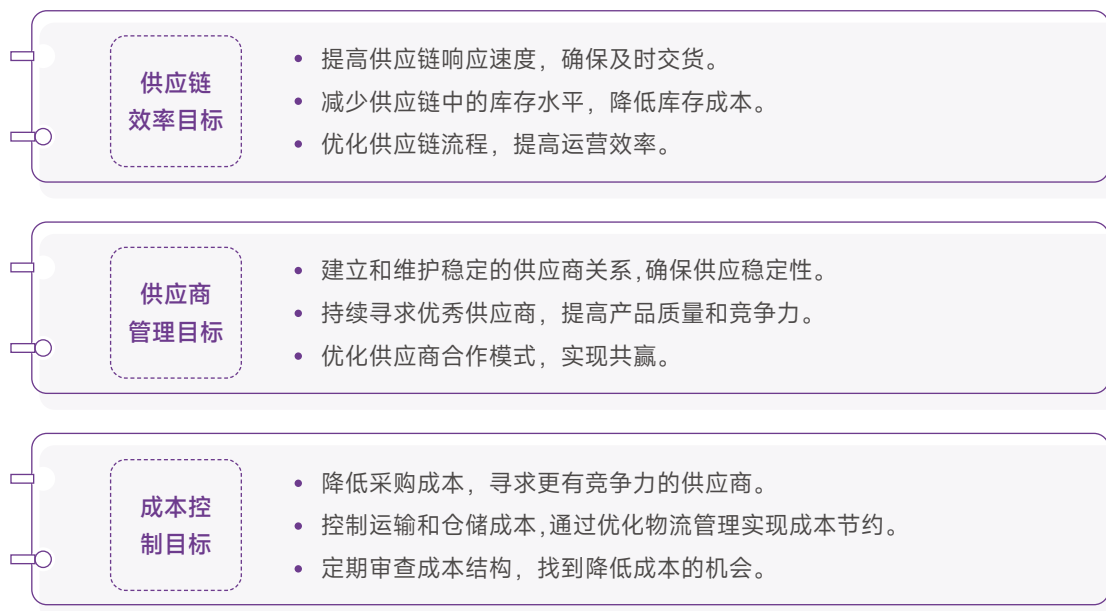 供应链
效率目标
提高供应链响应速度，确保及时交货。
减少供应链中的库存水平，降低库存成本。
优化供应链流程，提高运营效率。
供应商
管理目标
建立和维护稳定的供应商关系,确保供应稳定性。
持续寻求优秀供应商，提高产品质量和竞争力。
优化供应商合作模式，实现共赢。
成本控
制目标
降低采购成本，寻求更有竞争力的供应商。
控制运输和仓储成本,通过优化物流管理实现成本节约。
定期审查成本结构，找到降低成本的机会。